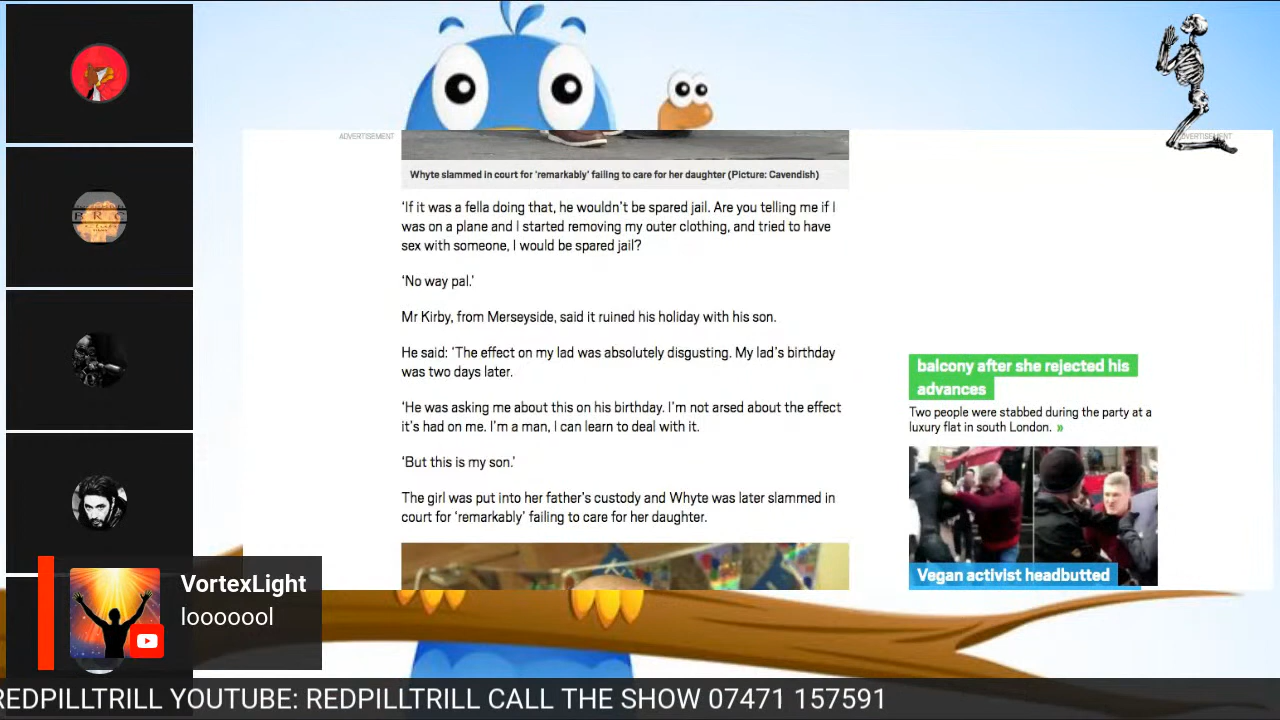 ADVERTISEMENT
Whyte slammed in court for ‘remarkably’ failing to care for her daughter (Picture: Cavendish)
‘If it was a fella doing that, he wouldn’t be spared jail. Are you telling me if I
was on a plane and I started removing my outer clothing, and tried to have
sex with someone, I would be spared jail?
‘No way pal.’
Mr Kirby, from Merseyside, said it ruined his holiday with his son.
He said: ‘The effect on my lad was absolutely disgusting. My lad’s birthday
was two days later.
‘He was asking me about this on his birthday. I’m not arsed about the effect
it’s had on me. I’m a man, I can learn to deal with it.
‘But this is my son.’
The girl was put into her father’s custody and Whyte was later slammed in
court for ‘remarkably’ failing to care for her daughter.
ADVERTISEMENT
balcony after she rejected his
advances
Two people were stabbed during the party at a
luxury flat in south London. »
Vegan activist headbutted
VortexLight
looooool
REDPILLTRILL YOUTUBE: REDPILLTRILL CALL THE SHOW 07471 157591